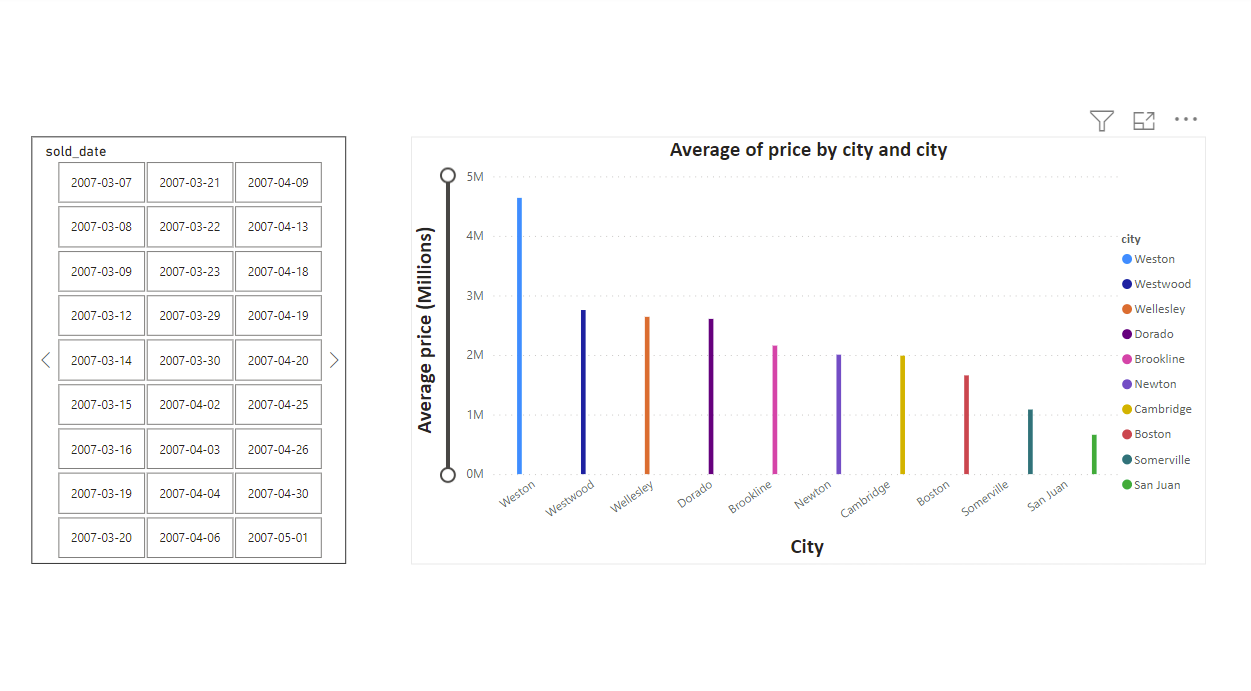 sold_date
2007-03-07 2007-03-21 2007-04-09
2007-03-08 2007-03-22 2007-04-13
2007-03-09 2007-03-23 2007-04-18
2007-03-12 2007-03-29 2007-04-19
2007-03-14 2007-03-30 2007-04-20
2007-03-15 2007-04-02 2007-04-25
2007-03-16 2007-04-03 2007-04-26
2007-03-19 2007-04-04 2007-04-30
2007-03-20 2007-04-06 2007-05-01
Average of price by city and city
Average price (Millions)
5M
4M
3M
2M
1M
0M
Weston Westwood Wellesley Dorado Brookline Newton Cambridge Boston Somerville San Juan
City
city
Weston
Westwood
Wellesley
Dorado
Brookline
Newton
Cambridge
Boston
Somerville
San Juan